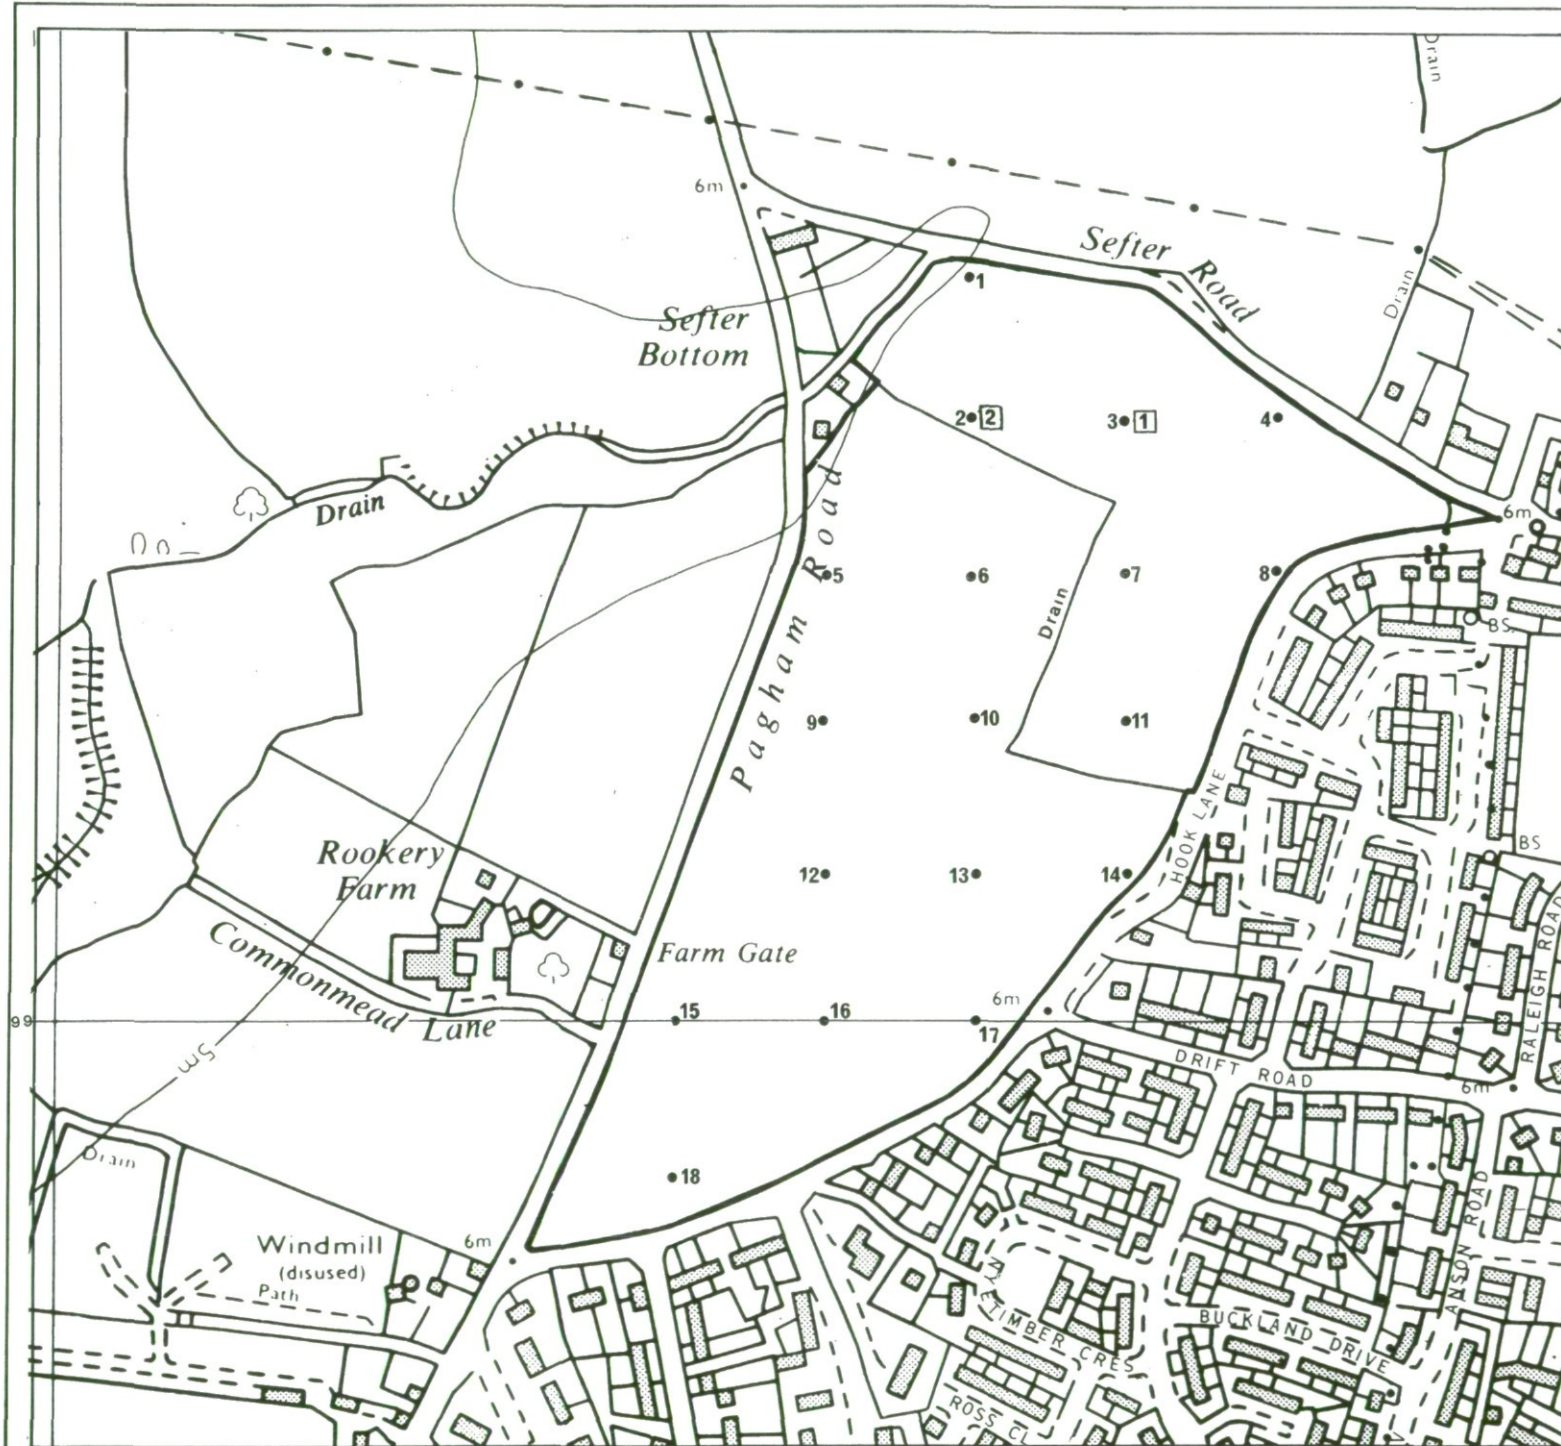 Drain
6m
Sefter
Road
Drain
1
Sefter
Bottom
2 2
3 1
4
Drain
6m
Pagham Road
5
6
7
8
Drain
BS.
9
10
11
HOOK LANE
BS
Rookery
Farm
12
13
14
Farm Gate
Commonmead Lane
RALEIGH ROAD
6m
99
15
16
17
5m
DRIFT ROAD
6m
Drain
18
ANSON ROAD
Windmill
(disused)
Path
6m
NYETIMBER CRES
BUCKLAND DRIVE
ROSS CL